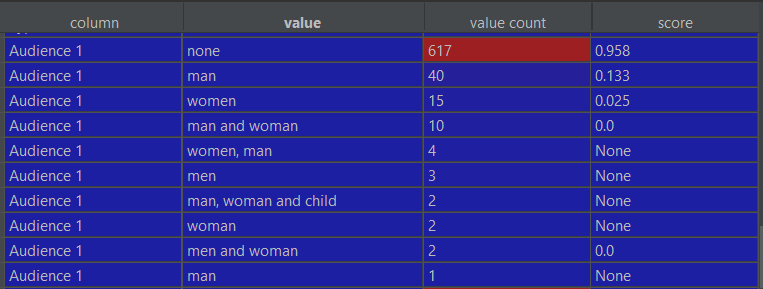 column value value count score
Audience 1 none 617 0.958
Audience 1 man 40 0.133
Audience 1 women 15 0.025
Audience 1 man and woman 10 0.0
Audience 1 women, man 4 None
Audience 1 men 3 None
Audience 1 man, woman and child 2 None
Audience 1 woman 2 None
Audience 1 men and woman 2 0.0
Audience 1 man 1 None